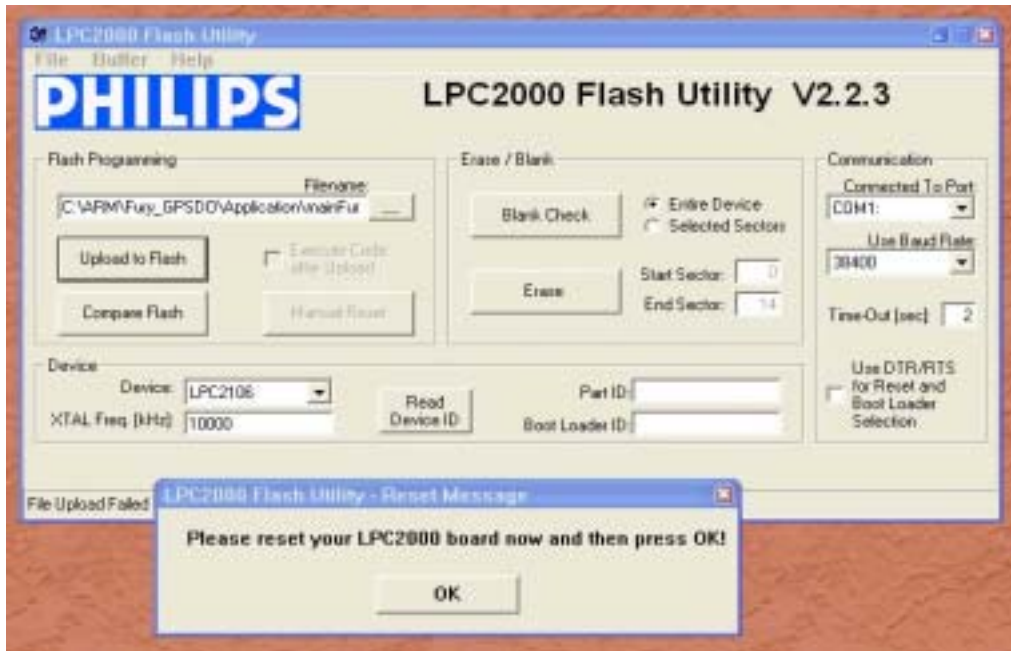 LPC2000 Flash Utility
File Buffer Help
PHILIPS
LPC2000 Flash Utility V2.2.3
Flash Programming
Filename:
C:\ARM\Fury_GPSDO\Application\mainFur ...
Upload to Flash
Execute Code
after Upload
Compare Flash
Manual Reset
Erase / Blank
Blank Check
Entire Device
Selected Sectors
Erase
Start Sector: 0
End Sector: 14
Communication
Connected To Port:
COM1:
Use Baud Rate:
38400
Time-Out [sec]: 2
Use DTR/RTS
for Reset and
Boot Loader
Selection
Device
Device: LPC2106
XTAL Freq. [kHz]: 10000
Read
Device ID
Part ID:
Boot Loader ID:
File Upload Failed
LPC2000 Flash Utility - Reset Message
Please reset your LPC2000 board now and then press OK!
OK